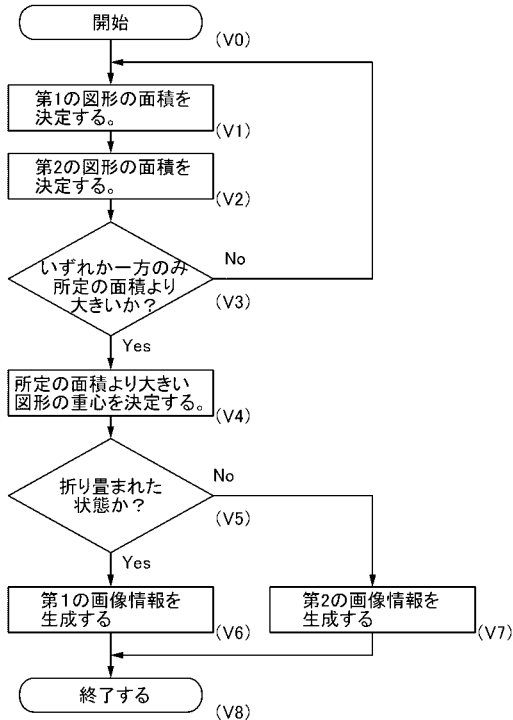 開始
(V0)
第1の図形の面積を
決定する。
(V1)
第2の図形の面積を
決定する。
(V2)
いずれか一方のみ
所定の面積より
大きいか?
No
(V3)
Yes
所定の面積より大きい
図形の重心を決定する。
(V4)
折り畳まれた
状態か?
No
(V5)
Yes
第1の画像情報を
生成する
(V6)
第2の画像情報を
生成する
(V7)
終了する
(V8)